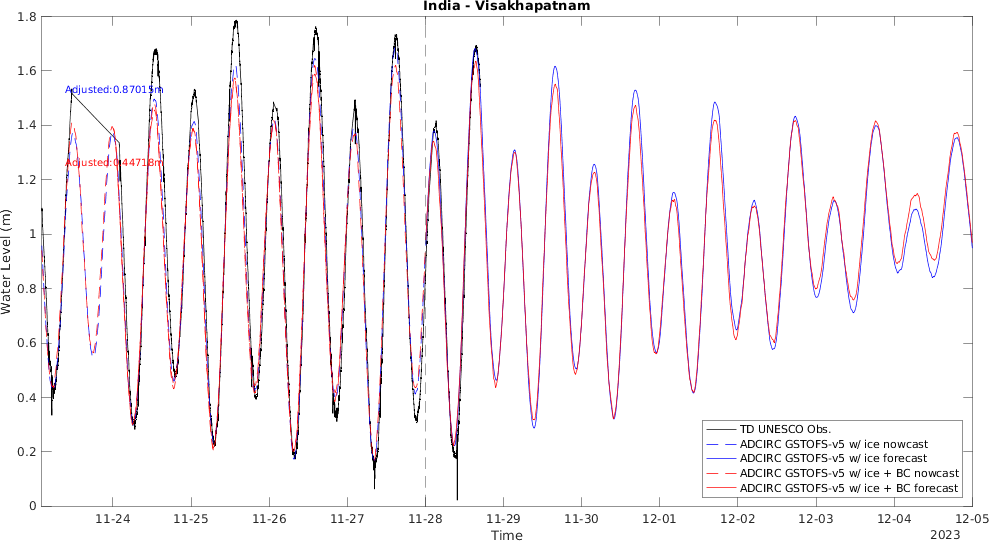 India - Visakhapatnam
1.8
1.6
1.4
1.2
1
0.8
0.6
0.4
0.2
0
Water Level (m)
Adjusted:0.87015m
Adjusted:0.44718m
TD UNESCO Obs.
ADCIRC GSTOFS-v5 w/ ice nowcast
ADCIRC GSTOFS-v5 w/ ice forecast
ADCIRC GSTOFS-v5 w/ ice + BC nowcast
ADCIRC GSTOFS-v5 w/ ice + BC forecast
11-24 11-25 11-26 11-27 11-28 11-29 11-30 12-01 12-02 12-03 12-04 12-05
Time
2023